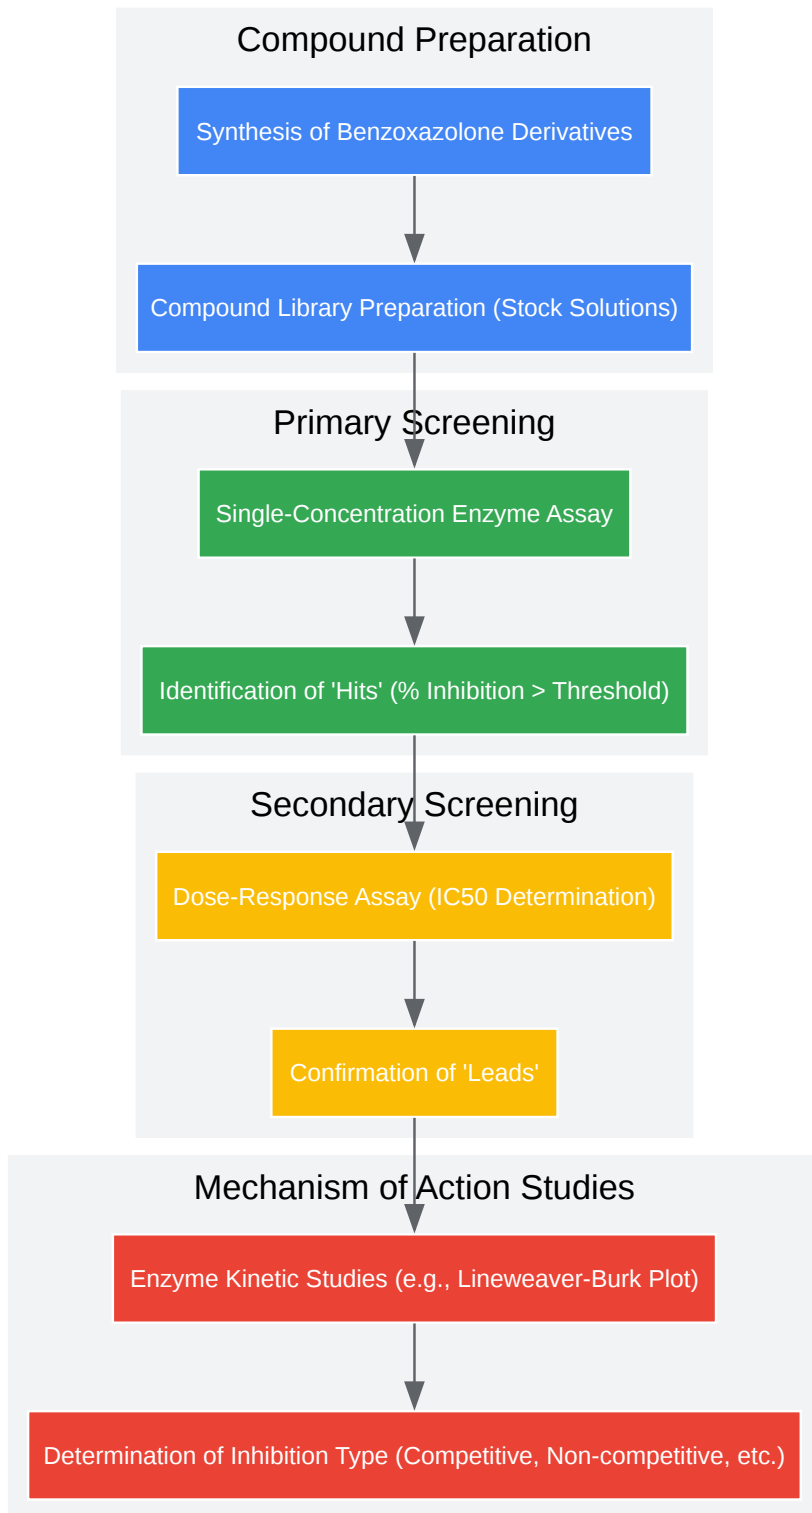 Compound Preparation
Synthesis of Benzoxazolone Derivatives
Compound Library Preparation (Stock Solutions)
Primary Screening
Single-Concentration Enzyme Assay
Identification of 'Hits' (% Inhibition > Threshold)
Secondary Screening
Dose-Response Assay (IC50 Determination)
Confirmation of 'Leads'
Mechanism of Action Studies
Enzyme Kinetic Studies (e.g., Lineweaver-Burk Plot)
Determination of Inhibition Type (Competitive, Non-competitive, etc.)